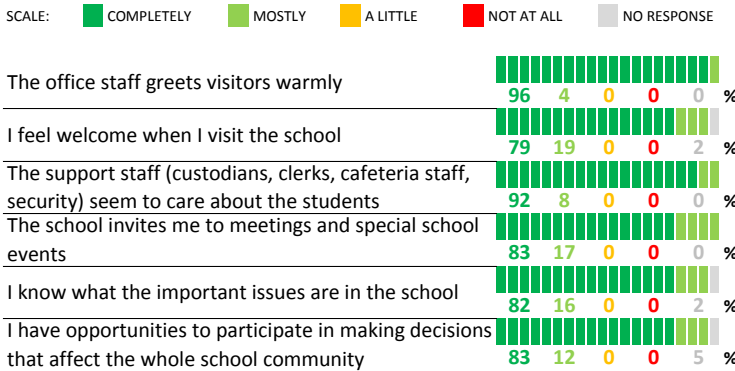 SCALE: COMPLETELY MOSTLY A LITTLE NOT AT ALL NO RESPONSE
The office staff greets visitors warmly
96 4 0 0 0 %
I feel welcome when I visit the school
79 19 0 0 2 %
The support staff (custodians, clerks, cafeteria staff,
security) seem to care about the students
92 8 0 0 0 %
The school invites me to meetings and special school
events
83 17 0 0 0 %
I know what the important issues are in the school
82 16 0 0 2 %
I have opportunities to participate in making decisions
that affect the whole school community
83 12 0 0 5 %